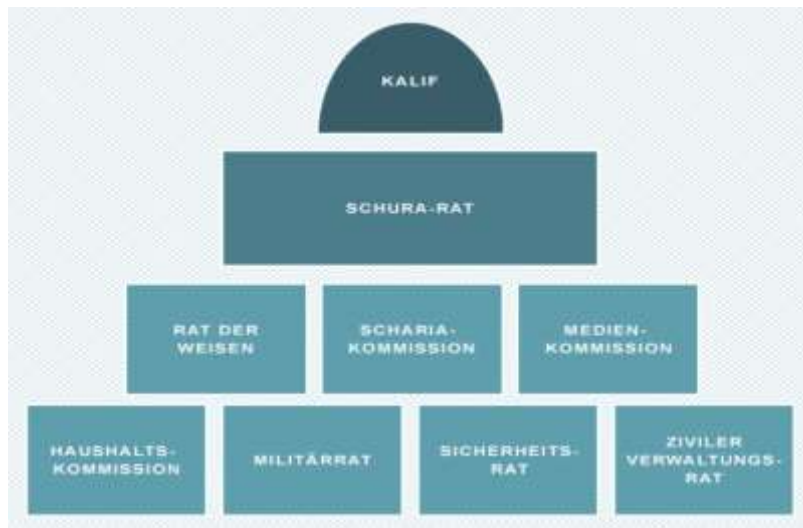 KALIF
SCHURA-RAT
RAT DER
WEISEN
SCHARIA-
KOMMISSION
MEDIEN-
KOMMISSION
HAUSHALTS-
KOMMISSION
MILITÄRRAT
SICHERHEITS-
RAT
ZIVILER
VERWALTUNGS-
RAT